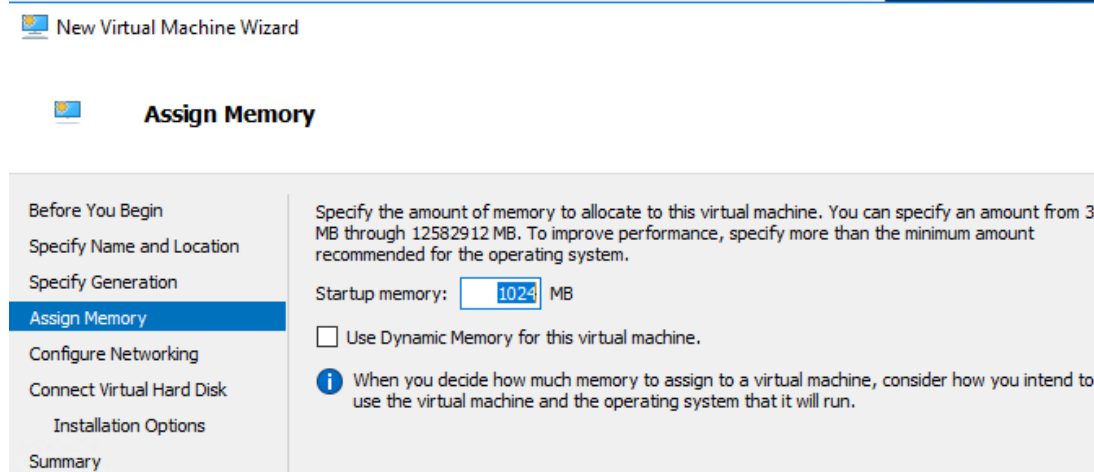 New Virtual Machine Wizard
Assign Memory
Before You Begin
Specify Name and Location
Specify Generation
Assign Memory
Configure Networking
Connect Virtual Hard Disk
Installation Options
Summary
Specify the amount of memory to allocate to this virtual machine. You can specify an amount from 3
MB through 12582912 MB. To improve performance, specify more than the minimum amount
recommended for the operating system.
Startup memory: 1024 MB
Use Dynamic Memory for this virtual machine.
When you decide how much memory to assign to a virtual machine, consider how you intend to
use the virtual machine and the operating system that it will run.